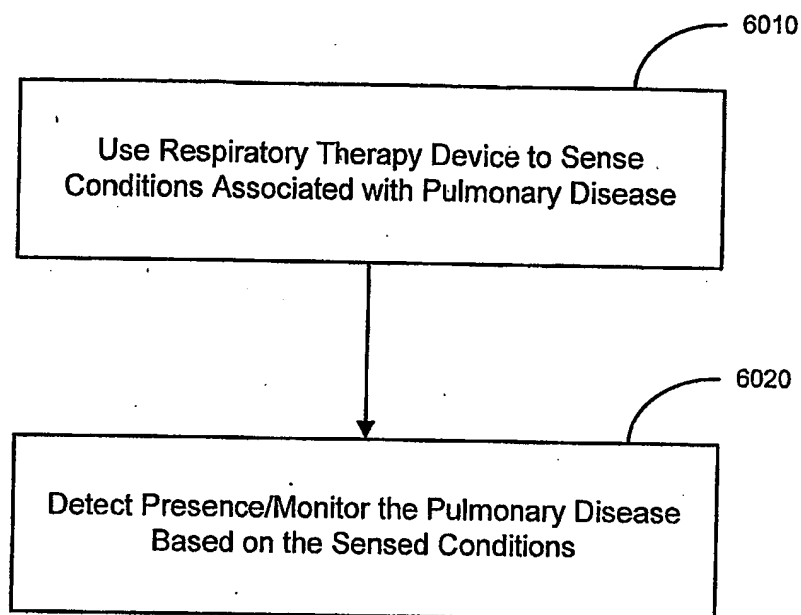 6010
Use Respiratory Therapy Device to Sense
Conditions Associated with Pulmonary Disease
6020
Detect Presence/Monitor the Pulmonary Disease
Based on the Sensed Conditions